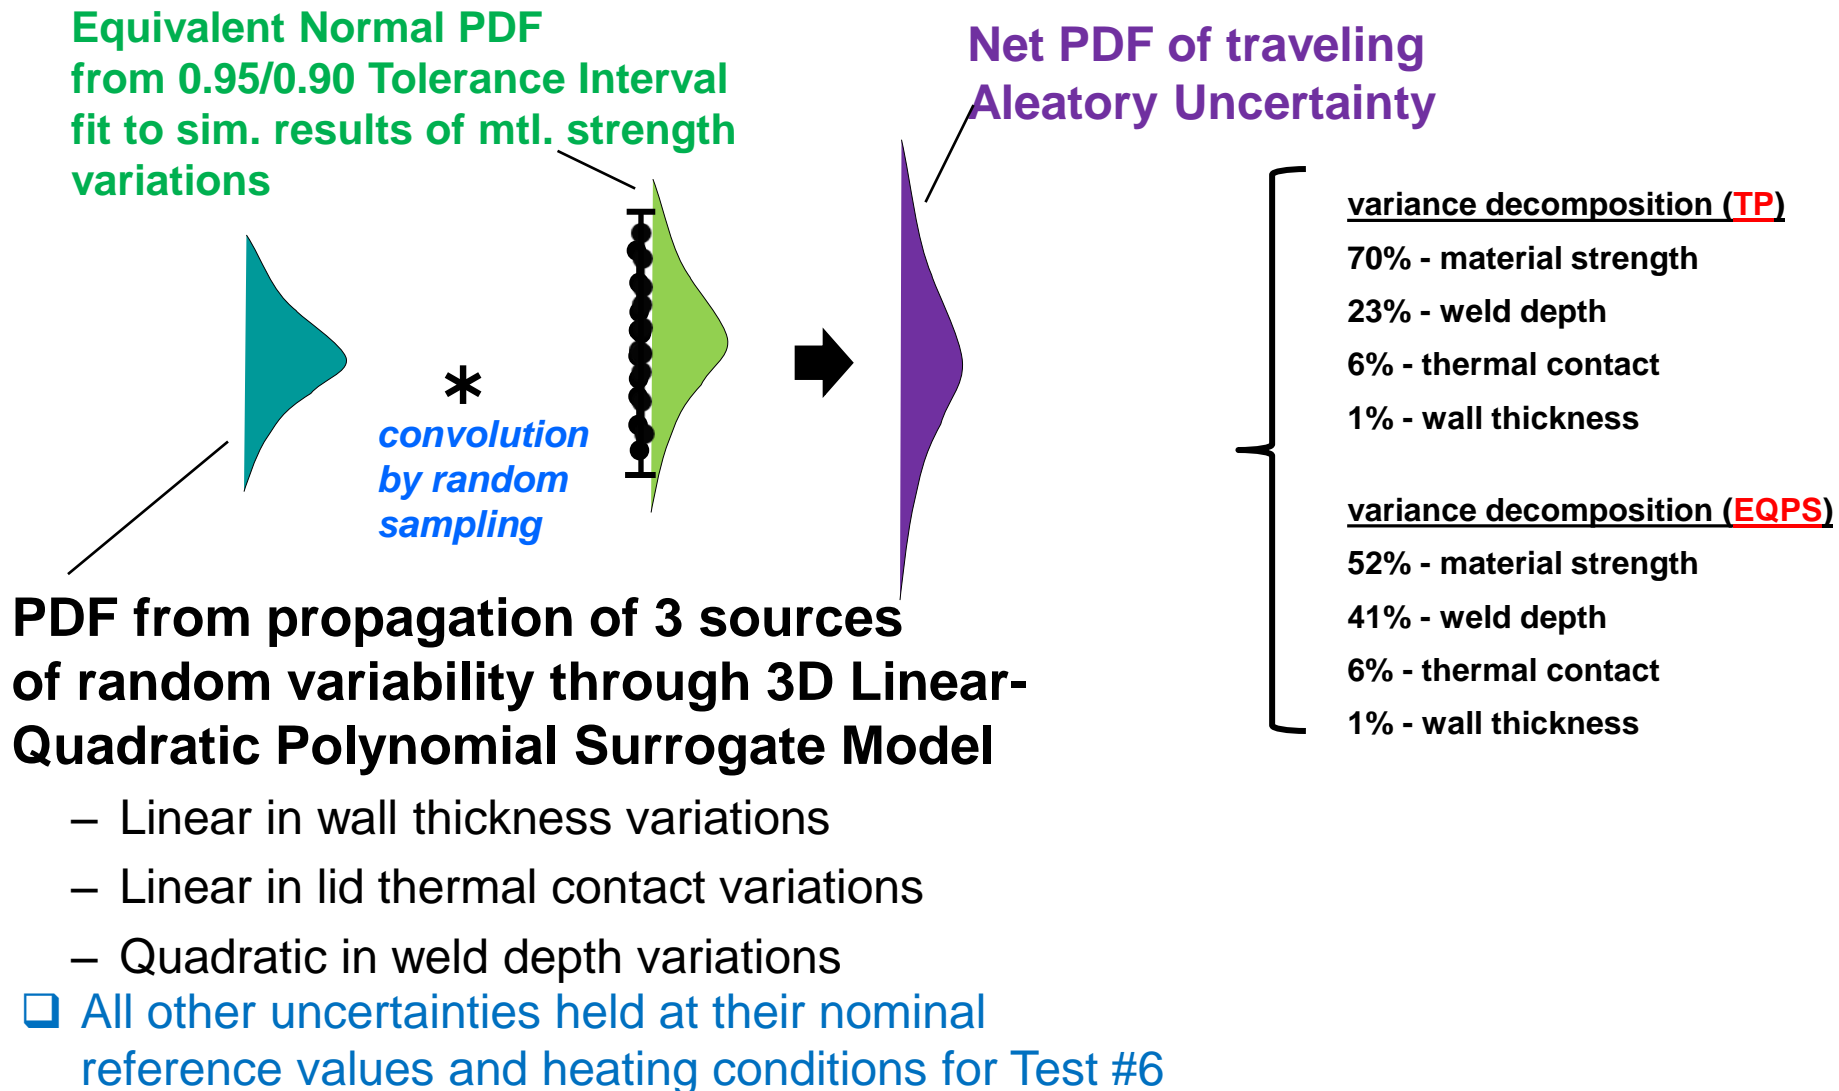 Equivalent Normal PDF
from 0.95/0.90 Tolerance Interval
fit to sim. results of mtl. strength
variations
Net PDF of traveling
Aleatory Uncertainty
*
convolution
by random
sampling
variance decomposition (TP)
70% - material strength
23% - weld depth
6% - thermal contact
1% - wall thickness
variance decomposition (EQPS)
52% - material strength
41% - weld depth
6% - thermal contact
1% - wall thickness
PDF from propagation of 3 sources
of random variability through 3D Linear-
Quadratic Polynomial Surrogate Model
– Linear in wall thickness variations
– Linear in lid thermal contact variations
– Quadratic in weld depth variations
❑ All other uncertainties held at their nominal
reference values and heating conditions for Test #6